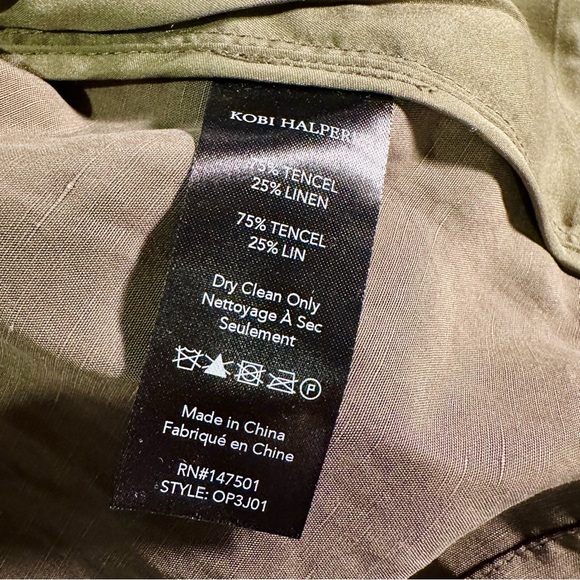 KOBI HALPERI
75% TENCEL
25% LINEN
75% TENCEL
25% LIN
Dry Clean Only
Nettoyage À Sec
Seulement
P
Made in China
Fabriqué en Chine
RN#147501
STYLE: OP3J01